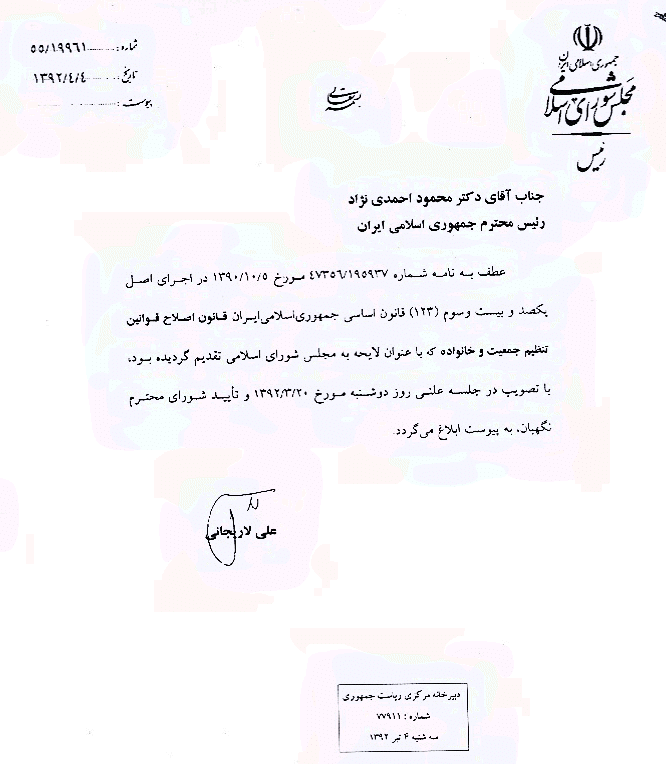 جمهوری اسلامی ایران
مجلس شورای اسلامی
رئیس
بسمه تعالی
شماره: ۵۵/۱۹۹۶۱
تاریخ ۱۳۹۲/۴/۴
پیوست:
جناب آقای دکتر محمود احمدی نژاد
رئیس محترم جمهوری اسلامی ایران
عطف به نامه شماره ۴۷۳۵۶/۱۹۵۹۳۷ مورخ ۱۳۹۰/۱۰/۵ در اجرای اصل
یکصد و بیست وسوم (۱۲۳) قانون اساسی جمهوری‌اسلامی‌ایران قانون اصلاح قوانین
تنظیم جمعیت و خانواده که با عنوان لایحه به مجلس شورای اسلامی تقدیم گردیده بود،
با تصویب در جلسه علنی روز دوشنبه مورخ ۱۳۹۲/۳/۲۰ و تأیید شورای محترم
نگهبان، به پیوست ابلاغ می‌گردد.
علی لاریجانی
دبیرخانه مرکزی ریاست جمهوری
شماره: ۷۷۹۱۱
سه شنبه ۴ تیر ۱۳۹۲